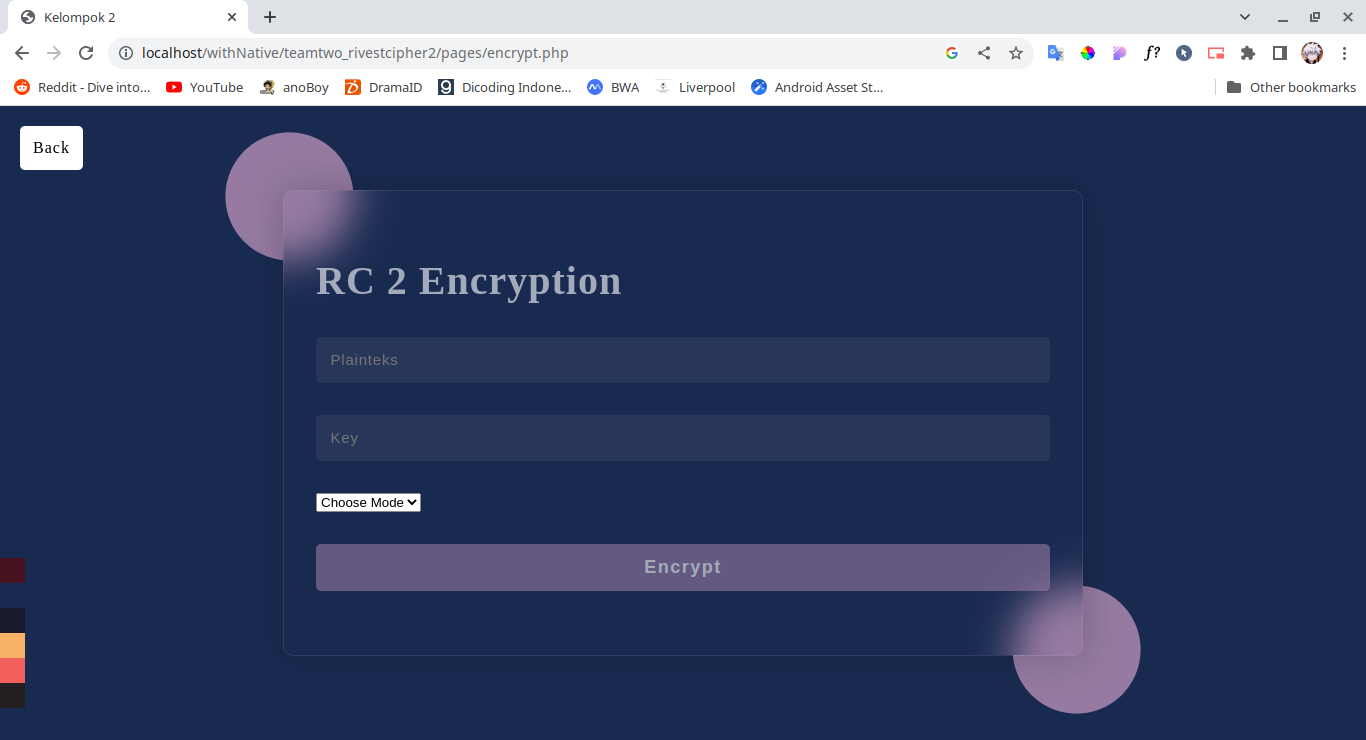 Kelompok 2
localhost/withNative/teamtwo_rivestcipher2/pages/encrypt.php
f?
Reddit - Dive into… YouTube anoBoy DramaID Dicoding Indone… BWA Liverpool Android Asset St… Other bookmarks
Back
RC 2 Encryption
Plainteks
Key
Choose Mode
Encrypt